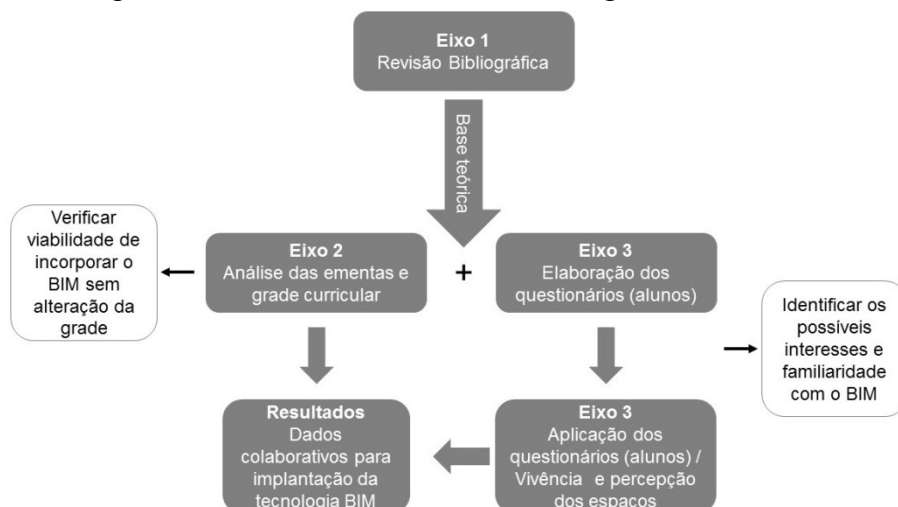 Eixo 1
Revisão Bibliográfica
Base teórica
Verificar
viabilidade de
incorporar o
BIM sem
alteração da
grade
Eixo 2
Análise das ementas e
grade curricular
+
Eixo 3
Elaboração dos
questionários (alunos)
Identificar os
possíveis
interesses e
familiaridade
com o BIM
Resultados
Dados
colaborativos para
implantação da
tecnologia BIM
Eixo 3
Aplicação dos
questionários (alunos) /
Vivência e percepção
dos espaços